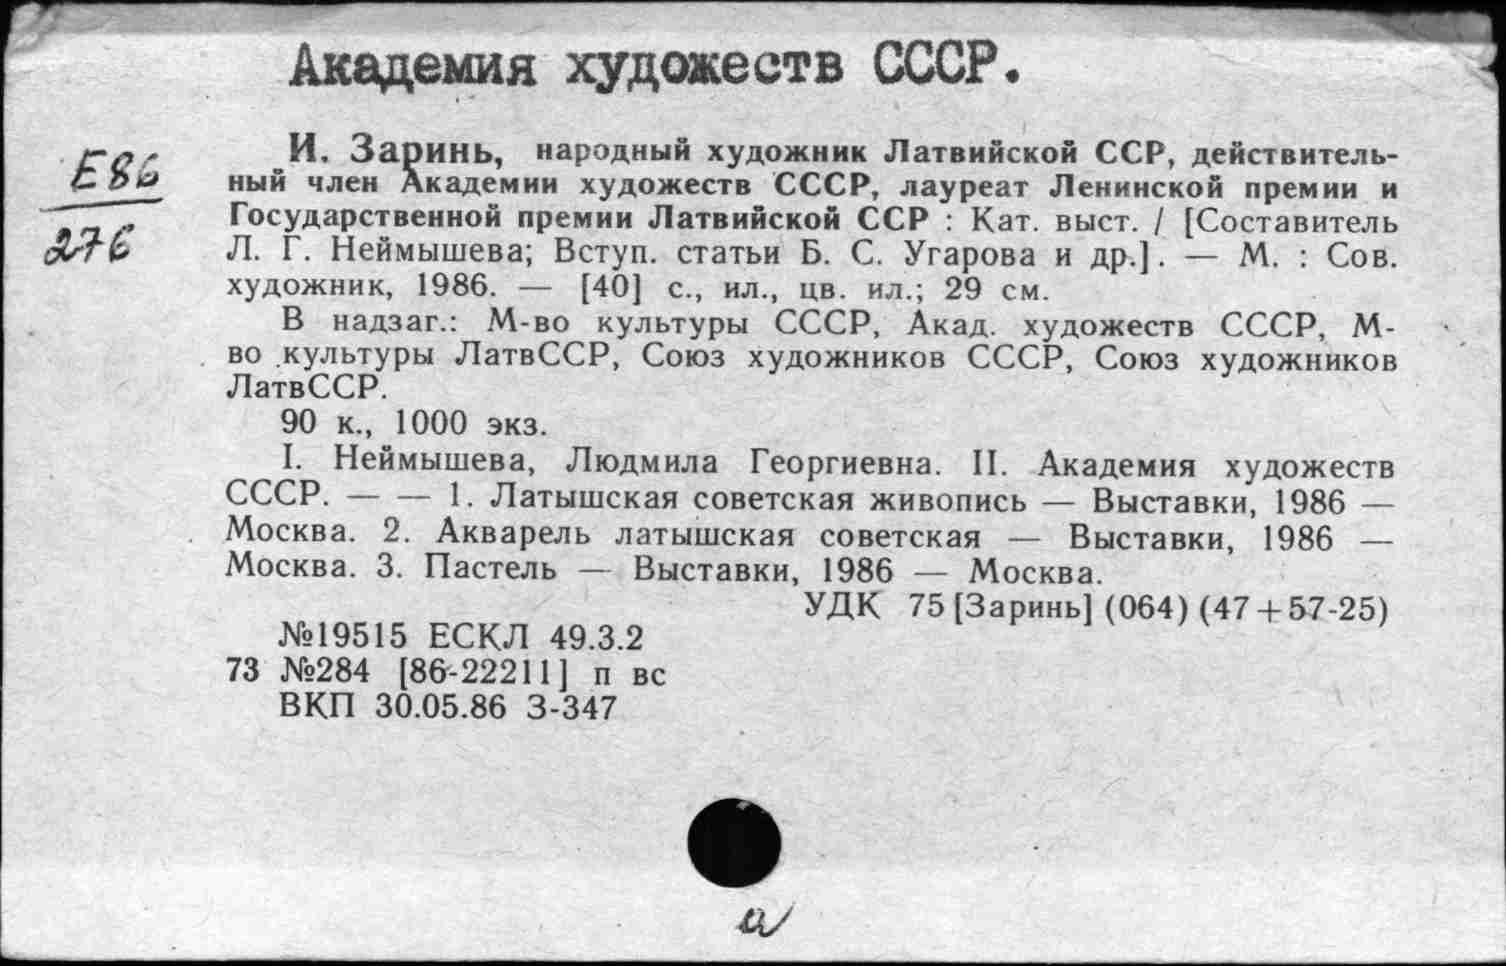 Академия художеств СССР.
Е86
276
И. Заринь, народный художник Латвийской ССР, действитель-
ный член Академии художеств СССР, лауреат Ленинской премии и
Государственной премии Латвийской ССР : Кат. выст. / [Составитель
Л. Г. Неймышева; Вступ. статьи Б. С. Угарова и др.]. — М. : Сов.
художник, 1986. — [40] с., ил., цв. ил.; 29 см.
В надзаг.: М-во культуры СССР, Акад. художеств СССР, М-
во культуры ЛатвССР, Союз художников СССР, Союз художников
ЛатвССР.
90 к., 1000 экз.
I. Неймышева, Людмила Георгиевна. II. Академия художеств
СССР. — — 1. Латышская советская живопись — Выставки, 1986 —
Москва. 2. Акварель латышская советская — Выставки, 1986 —
Москва. 3. Пастель — Выставки, 1986 — Москва.
УДК 75 [Заринь] (064) (47+57-25)
№19515 ЕСКЛ 49.3.2
73 №284 [86-22211] п вс
ВКП 30.05.86 З-347
а